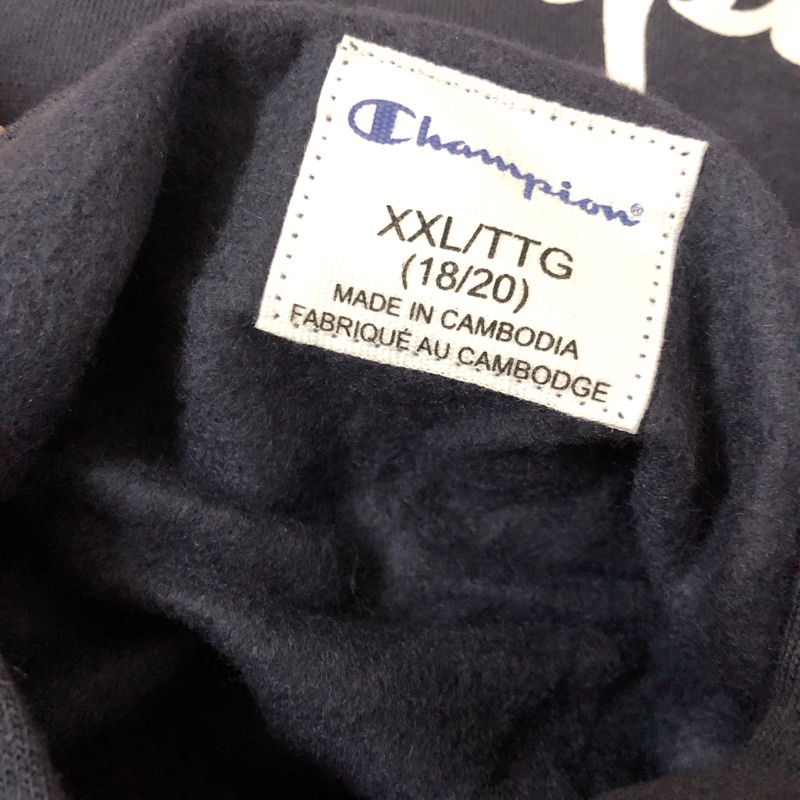 Champion®
XXL/TTG
(18/20)
MADE IN CAMBODIA
FABRIQUÉ AU CAMBODGE